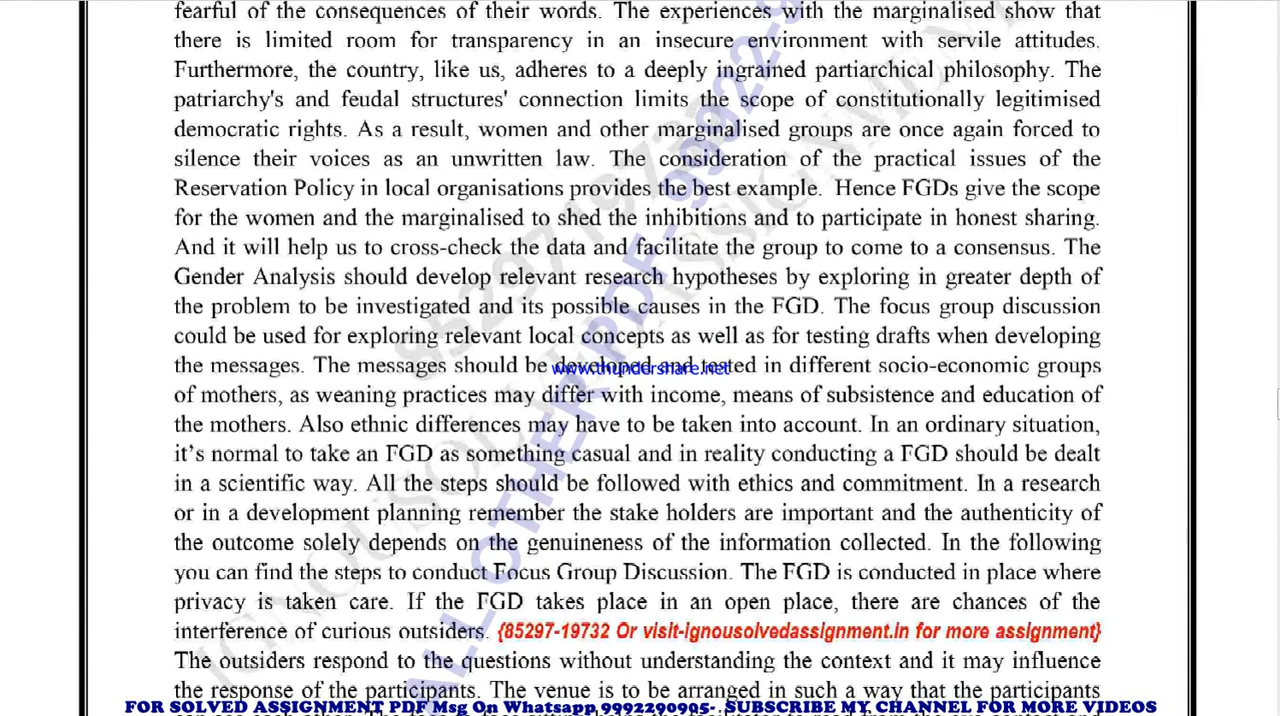 fearful of the consequences of their words. The experiences with the marginalised show that
there is limited room for transparency in an insecure environment with servile attitudes.
Furthermore, the country, like us, adheres to a deeply ingrained partiarchical philosophy. The
patriarchy's and feudal structures' connection limits the scope of constitutionally legitimised
democratic rights. As a result, women and other marginalised groups are once again forced to
silence their voices as an unwritten law. The consideration of the practical issues of the
Reservation Policy in local organisations provides the best example. Hence FGDs give the scope
for the women and the marginalised to shed the inhibitions and to participate in honest sharing.
And it will help us to cross-check the data and facilitate the group to come to a consensus. The
Gender Analysis should develop relevant research hypotheses by exploring in greater depth of
the problem to be investigated and its possible causes in the FGD. The focus group discussion
could be used for exploring relevant local concepts as well as for testing drafts when developing
the messages. The messages should be developed and tested in different socio-economic groups
www.thundershare.net
of mothers, as weaning practices may differ with income, means of subsistence and education of
the mothers. Also ethnic differences may have to be taken into account. In an ordinary situation,
it's normal to take an FGD as something casual and in reality conducting a FGD should be dealt
in a scientific way. All the steps should be followed with ethics and commitment. In a research
or in a development planning remember the stake holders are important and the authenticity of
the outcome solely depends on the genuineness of the information collected. In the following
you can find the steps to conduct Focus Group Discussion. The FGD is conducted in place where
privacy is taken care. If the FGD takes place in an open place, there are chances of the
interference of curious outsiders. {85297-19732 Or visit-ignousolvedassignment.in for more assignment}
The outsiders respond to the questions without understanding the context and it may influence
the response of the participants. The venue is to be arranged in such a way that the participants
FOR SOLVED ASSIGNMENT PDF Msg On Whatsapp 9992290905- SUBSCRIBE MY CHANNEL FOR MORE VIDEOS